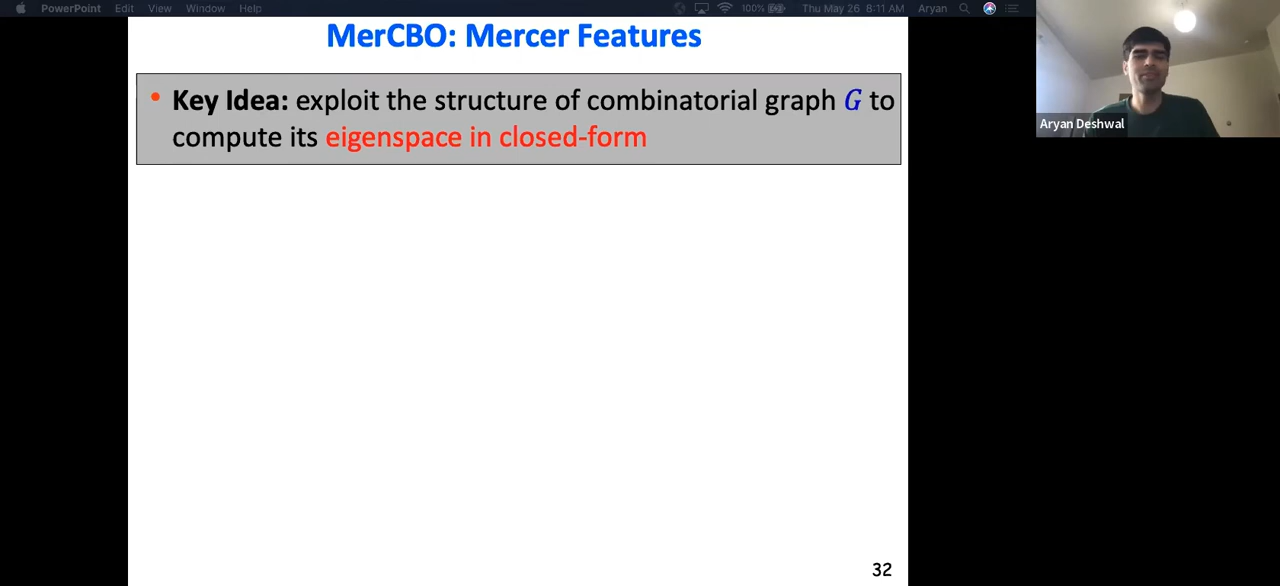 PowerPoint Edit View Window Help 100% Thu May 26 8:11 AM Aryan
MerCBO: Mercer Features
• Key Idea: exploit the structure of combinatorial graph G to
compute its eigenspace in closed-form
Aryan Deshwal
32